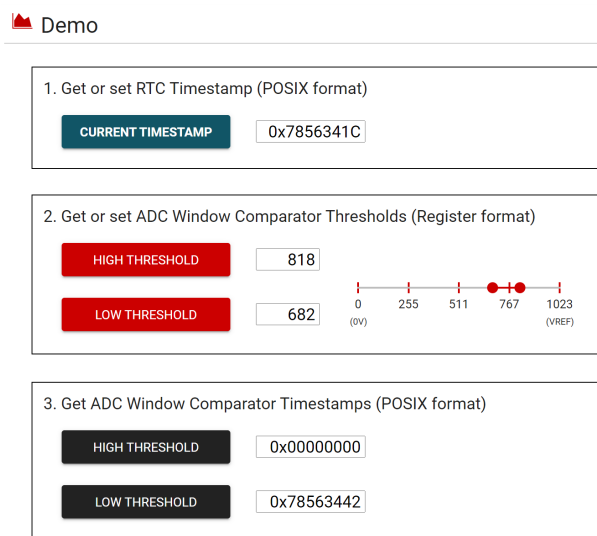 Demo
1. Get or set RTC Timestamp (POSIX format)
CURRENT TIMESTAMP 0x7856341C
2. Get or set ADC Window Comparator Thresholds (Register format)
HIGH THRESHOLD 818
LOW THRESHOLD 682
0 255 511 767 1023
(0V) (VREF)
3. Get ADC Window Comparator Timestamps (POSIX format)
HIGH THRESHOLD 0x00000000
LOW THRESHOLD 0x78563442